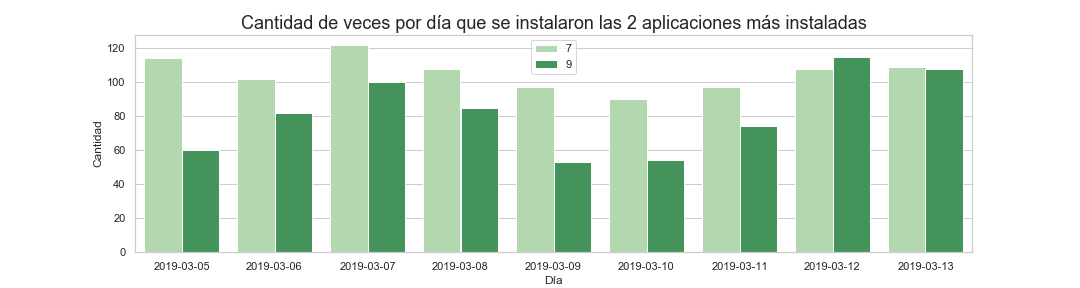 Cantidad de veces por día que se instalaron las 2 aplicaciones más instaladas
7
9
120
100
80
60
40
20
0
Cantidad
2019-03-05 2019-03-06 2019-03-07 2019-03-08 2019-03-09 2019-03-10 2019-03-11 2019-03-12 2019-03-13
Día